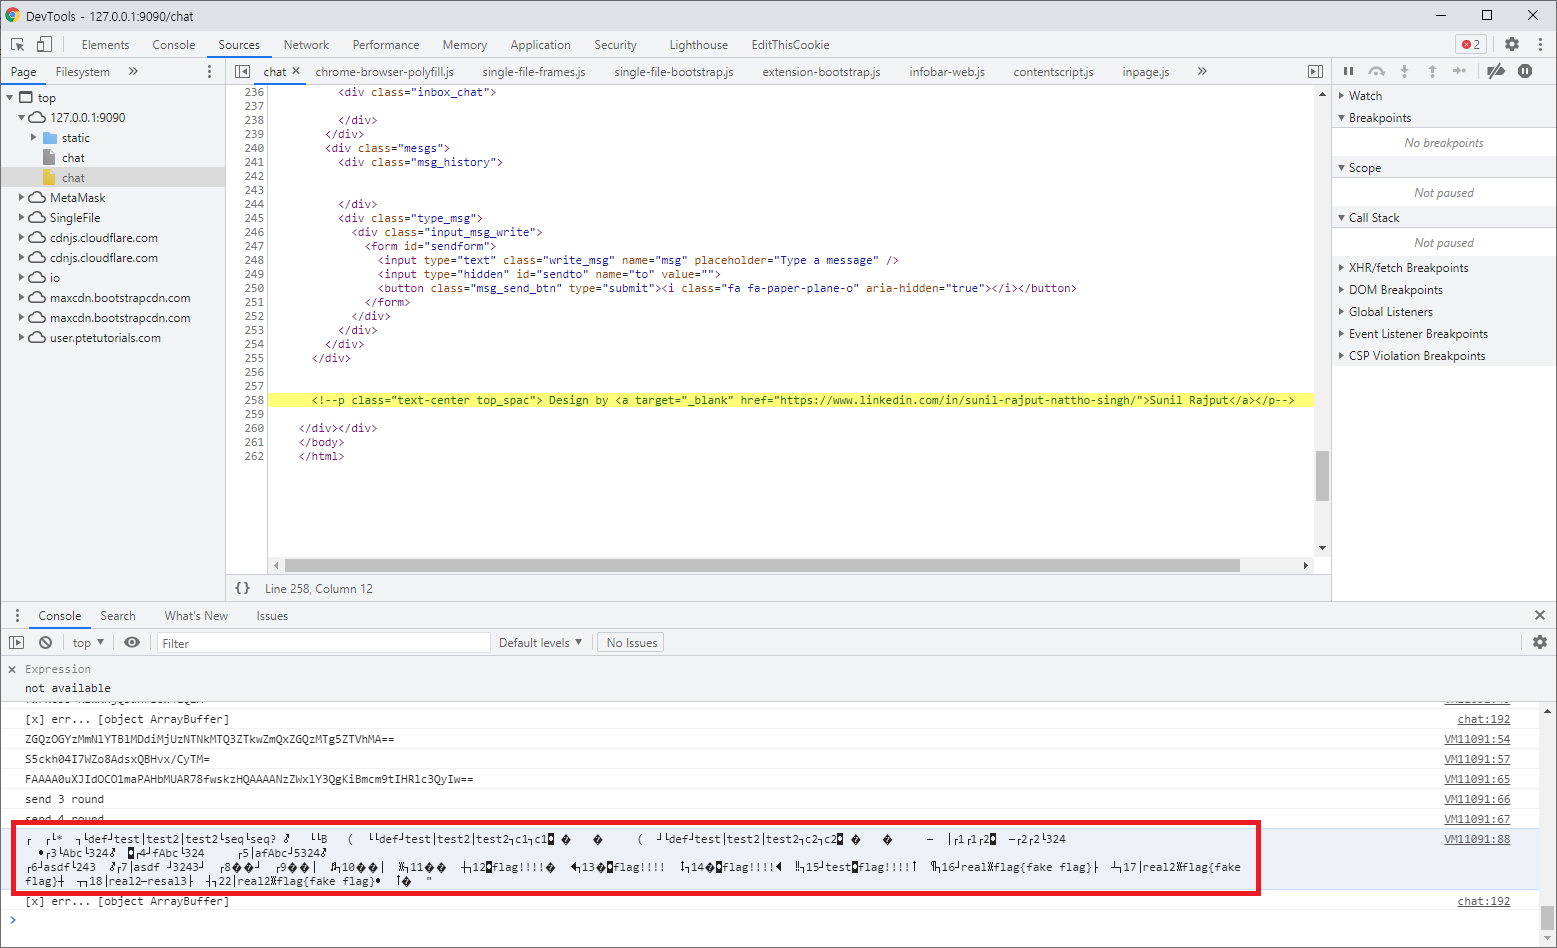 DevTools - 127.0.0.1:9090/chat
Elements Console Sources Network Performance Memory Application Security Lighthouse EditThisCookie 2
Page Filesystem »
chat × chrome-browser-polyfill.js single-file-frames.js single-file-bootstrap.js extension-bootstrap.js infobar-web.js contentscript.js inpage.js »
top
127.0.0.1:9090
static
chat
chat
MetaMask
SingleFile
cdnjs.cloudflare.com
cdnjs.cloudflare.com
io
maxcdn.bootstrapcdn.com
maxcdn.bootstrapcdn.com
user.ptetutorials.com
236 <div class="inbox_chat">
237
238 </div>
239 </div>
240 <div class="mesgs">
241 <div class="msg_history">
242
243
244 </div>
245 <div class="type_msg">
246 <div class="input_msg_write">
247 <form id="sendform">
248 <input type="text" class="write_msg" name="msg" placeholder="Type a message" />
249 <input type="hidden" id="sendto" name="to" value="">
250 <button class="msg_send_btn" type="submit"><i class="fa fa-paper-plane-o" aria-hidden="true"></i></button>
251 </form>
252 </div>
253 </div>
254 </div>
255 </div>
256
257
258 <!--p class="text-center top_spac"> Design by <a target="_blank" href="https://www.linkedin.com/in/sunil-rajput-nattho-singh/">Sunil Rajput</a></p-->
259
260 </div></div>
261 </body>
262 </html>
{} Line 258, Column 12
Watch
Breakpoints
No breakpoints
Scope
Not paused
Call Stack
Not paused
XHR/fetch Breakpoints
DOM Breakpoints
Global Listeners
Event Listener Breakpoints
CSP Violation Breakpoints
Console Search What's New Issues
top Filter Default levels No Issues
× Expression
not available
[x] err... [object ArrayBuffer] chat:192
ZGQzOGYzMmNlYTBlMDdiMjUzNTNkMTQ3ZTkwZmQxZGQzMTg5ZTVhMA== VM11091:54
S5ckh04I7WZo8AdsxQBHvx/CyTM= VM11091:57
FAAAA0uXJIdOCO1maPAHbMUAR78fwskzHQAAAANzZWxlY3QgKiBmcm9tIHRlc3QyIw== VM11091:65
send 3 round VM11091:66
send 4 round VM11091:67
┌ ┌└* ┐└def┘test│test2│test2└seq└seq? ♂ └└B ( └└def┘test│test2│test2┐c1┐c1◘ � � ( ┘└def┘test│test2│test2┐c2┐c2◘ � � − │┌1┌1┌2◘ −┌2┌2└324 VM11091:88
•┌3└Abc└324♂ ◘┌4┘fAbc└324 ┌5│afAbc┘5324♂
┌6┘asdf└243 ♂┌7│asdf ┘3243┘ ┌8��┘ ┌9��│ ♫┐10��│ ☼┐11�� ┼┐12◘flag!!!!� ◀┐13�◘flag!!!! ↕┐14�◘flag!!!!◀ ‼┐15┘test◘flag!!!!↑ ¶┐16┘real☼flag{fake flag}├ ┴┐17│real2☼flag{fake
flag}┼ ┬┐18│real2−resal3├ ┤┐22│real2☼flag{fake flag}• ↑� "
[x] err... [object ArrayBuffer] chat:192